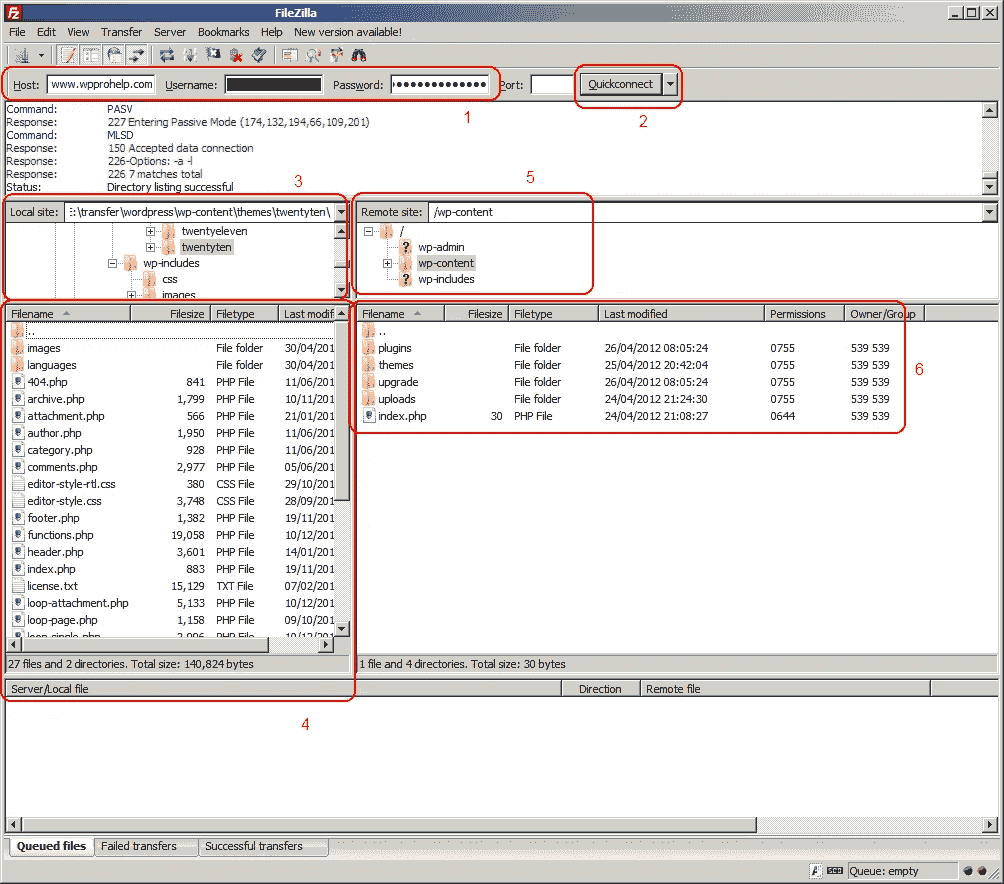 FileZilla
File Edit View Transfer Server Bookmarks Help New version available!
Host: www.wpprohelp.com Username: Password: ●●●●●●●●●●●●● Port: Quickconnect
1
2
Command: PASV
Response: 227 Entering Passive Mode (174,132,194,66,109,201)
Command: MLSD
Response: 150 Accepted data connection
Response: 226-Options: -a -l
Response: 226 7 matches total
Status: Directory listing successful
3
5
Local site: :\transfer\wordpress\wp-content\themes\twentyten\
twentyeleven
twentyten
wp-includes
css
images
Remote site: /wp-content
/
? wp-admin
wp-content
? wp-includes
Filename Filesize Filetype Last modif
..
images File folder 30/04/201
languages File folder 30/04/201
404.php 841 PHP File 11/06/201
archive.php 1,799 PHP File 10/11/201
attachment.php 566 PHP File 21/01/201
author.php 1,950 PHP File 11/06/201
category.php 928 PHP File 11/06/201
comments.php 2,977 PHP File 05/06/201
editor-style-rtl.css 380 CSS File 29/10/201
editor-style.css 3,748 CSS File 28/09/201
footer.php 1,382 PHP File 19/11/201
functions.php 19,058 PHP File 10/12/201
header.php 3,601 PHP File 14/01/201
index.php 883 PHP File 19/11/201
license.txt 15,129 TXT File 07/02/201
loop-attachment.php 5,133 PHP File 10/12/201
loop-page.php 1,158 PHP File 09/10/201
loop-single.php 2,996 PHP File 10/12/201
27 files and 2 directories. Total size: 140,824 bytes
Filename Filesize Filetype Last modified Permissions Owner/Group
..
plugins File folder 26/04/2012 08:05:24 0755 539 539
themes File folder 25/04/2012 20:42:04 0755 539 539
upgrade File folder 26/04/2012 08:05:24 0755 539 539
uploads File folder 24/04/2012 21:24:30 0755 539 539
index.php 30 PHP File 24/04/2012 21:08:27 0644 539 539
6
1 file and 4 directories. Total size: 30 bytes
Server/Local file Direction Remote file
4
Queued files Failed transfers Successful transfers
Queue: empty